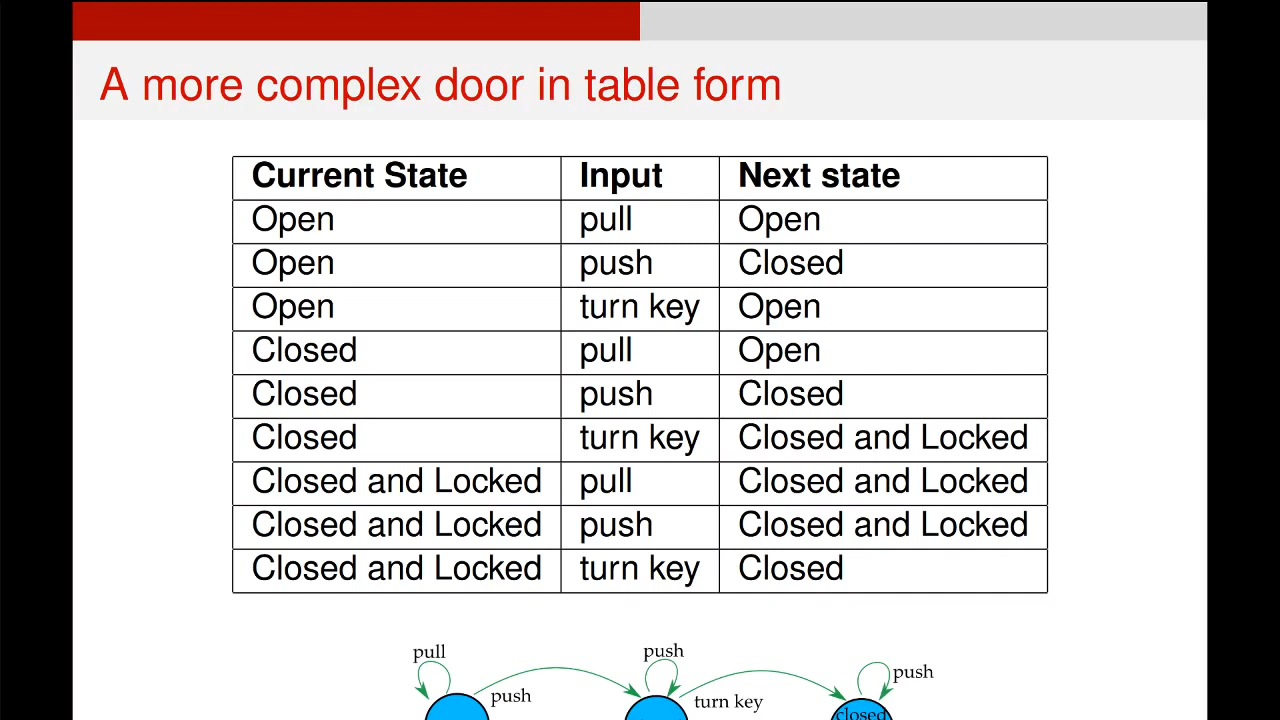 A more complex door in table form
Current State Input Next state
Open pull Open
Open push Closed
Open turn key Open
Closed pull Open
Closed push Closed
Closed turn key Closed and Locked
Closed and Locked pull Closed and Locked
Closed and Locked push Closed and Locked
Closed and Locked turn key Closed
pull
push
push
push
turn key
closed